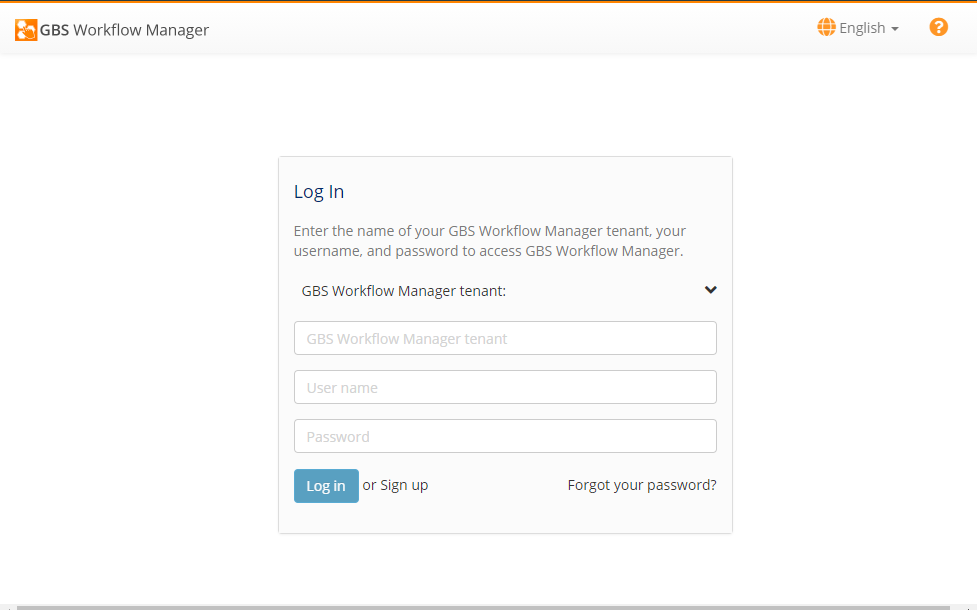 GBS Workflow Manager
English
?
Log In
Enter the name of your GBS Workflow Manager tenant, your
username, and password to access GBS Workflow Manager.
GBS Workflow Manager tenant:
GBS Workflow Manager tenant
User name
Password
Log in or Sign up Forgot your password?